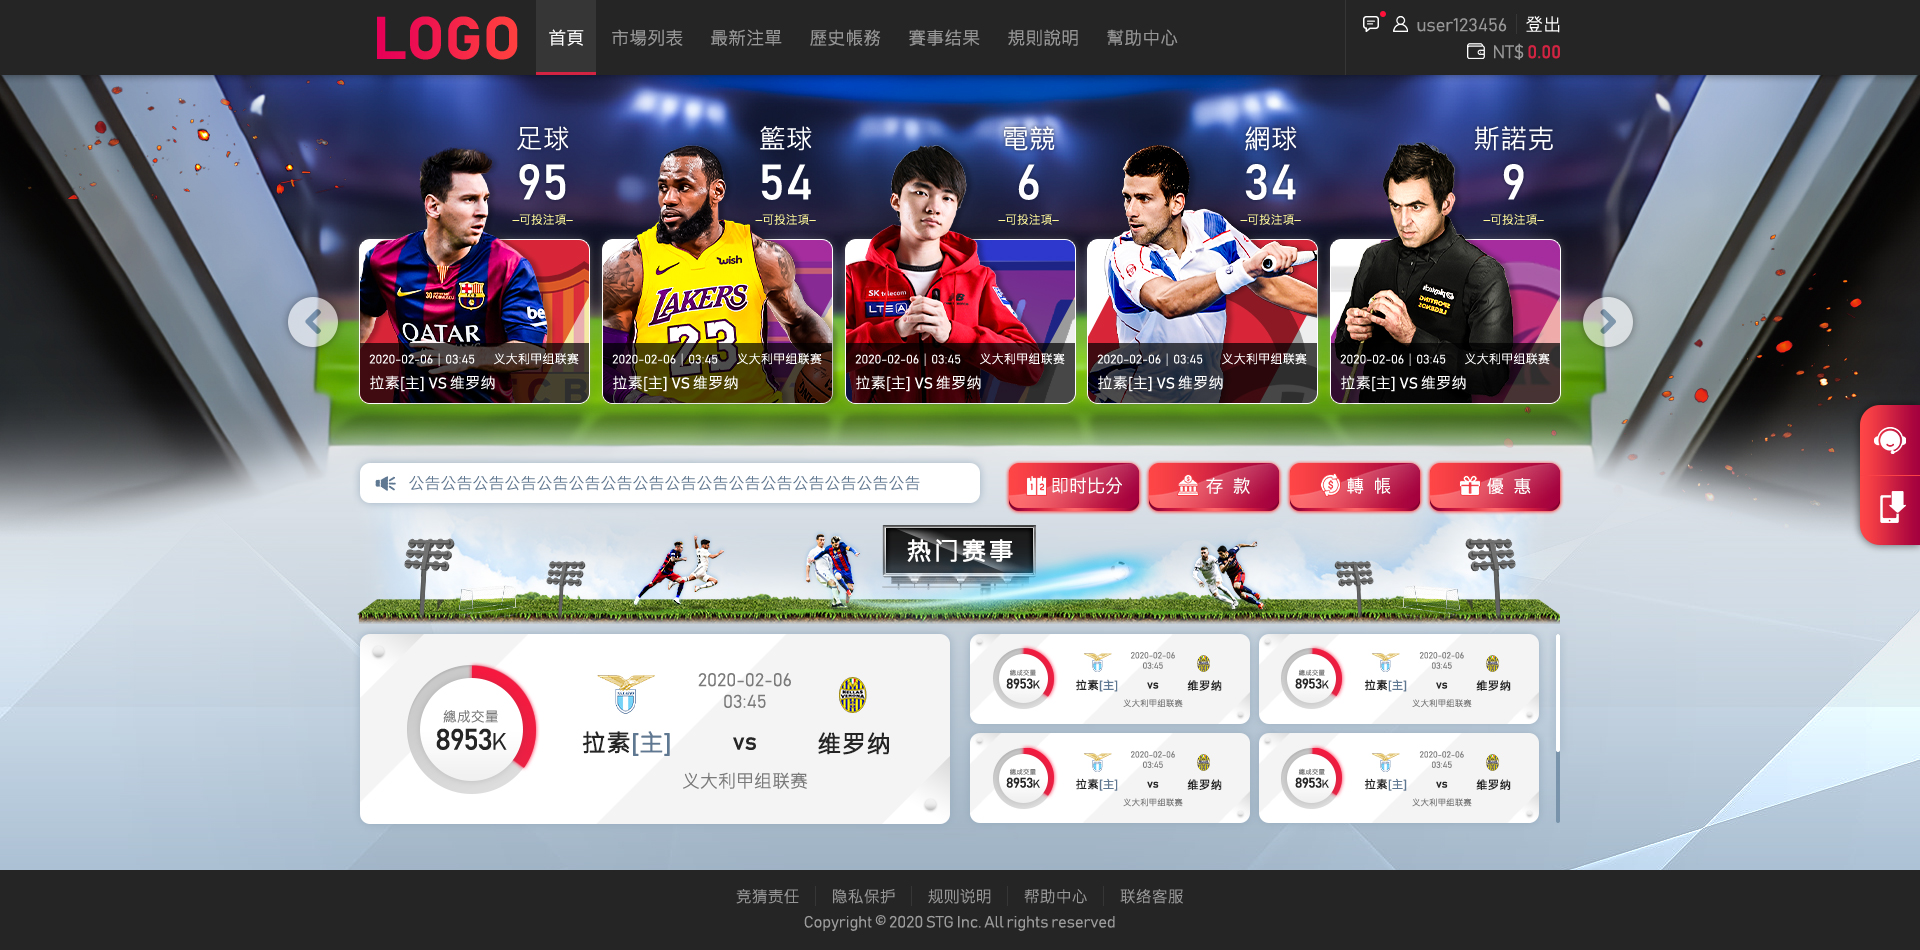 LOGO
首頁
市場列表
最新注單
歷史帳務
賽事结果
規則說明
幫助中心
user123456
登出
NT$ 0.00
足球
95
–可投注項–
籃球
54
–可投注項–
電競
6
–可投注項–
網球
34
–可投注項–
斯諾克
9
–可投注項–
QATAR
2020-02-06 | 03:45 义大利甲组联赛
拉素[主] VS 维罗纳
wish
LAKERS
23
2020-02-06 | 03:45 义大利甲组联赛
拉素[主] VS 维罗纳
SK telecom
LTE A
2020-02-06 | 03:45 义大利甲组联赛
拉素[主] VS 维罗纳
2020-02-06 | 03:45 义大利甲组联赛
拉素[主] VS 维罗纳
2020-02-06 | 03:45 义大利甲组联赛
拉素[主] VS 维罗纳
公告公告公告公告公告公告公告公告公告公告公告公告公告公告公告公告
即时比分
存 款
轉 帳
優 惠
热门赛事
總成交量
8953K
拉素[主]
2020-02-06
03:45
vs
维罗纳
义大利甲组联赛
總成交量
8953K
拉素[主]
2020-02-06
03:45
vs
维罗纳
义大利甲组联赛
總成交量
8953K
拉素[主]
2020-02-06
03:45
vs
维罗纳
义大利甲组联赛
總成交量
8953K
拉素[主]
2020-02-06
03:45
vs
维罗纳
义大利甲组联赛
總成交量
8953K
拉素[主]
2020-02-06
03:45
vs
维罗纳
义大利甲组联赛
竞猜责任
隐私保护
规则说明
帮助中心
联络客服
Copyright © 2020 STG Inc. All rights reserved